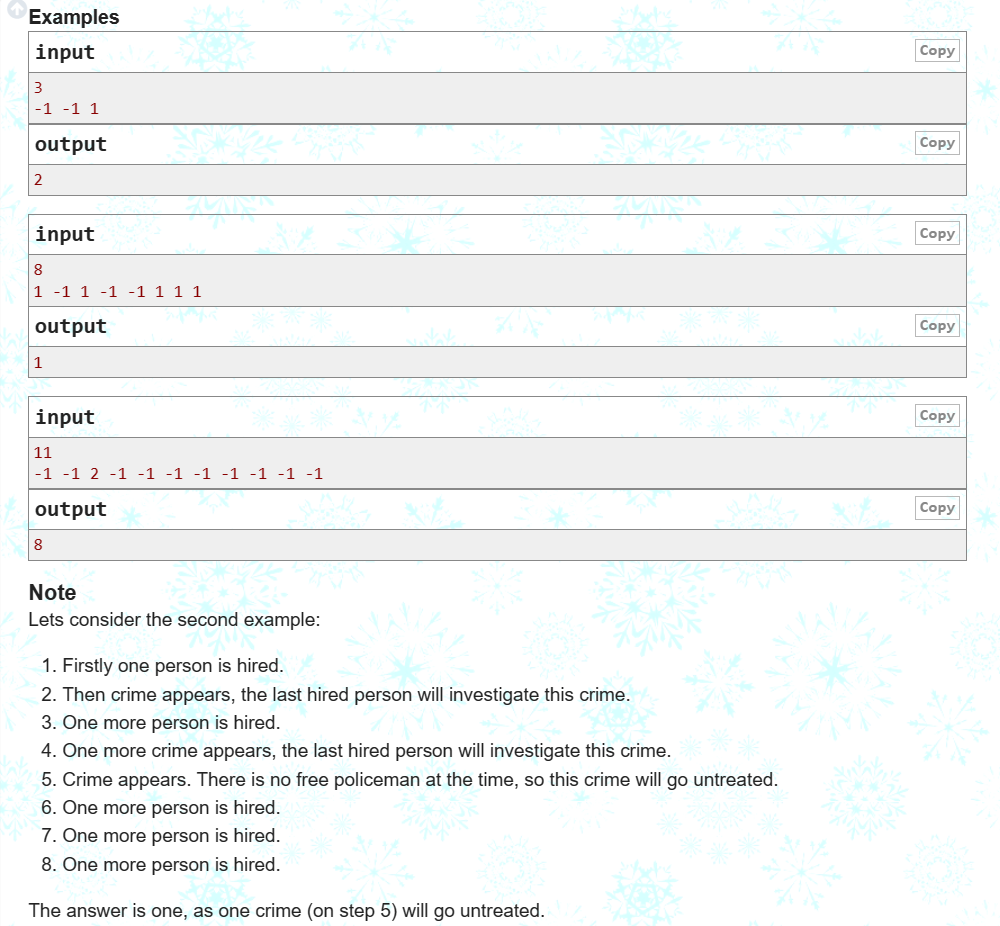 Examples
input
Copy
3
-1 -1 1
output
Copy
2
input
Copy
8
1 -1 1 -1 -1 1 1 1
output
Copy
1
input
Copy
11
-1 -1 2 -1 -1 -1 -1 -1 -1 -1 -1
output
Copy
8
Note
Lets consider the second example:
1. Firstly one person is hired.
2. Then crime appears, the last hired person will investigate this crime.
3. One more person is hired.
4. One more crime appears, the last hired person will investigate this crime.
5. Crime appears. There is no free policeman at the time, so this crime will go untreated.
6. One more person is hired.
7. One more person is hired.
8. One more person is hired.
The answer is one, as one crime (on step 5) will go untreated.